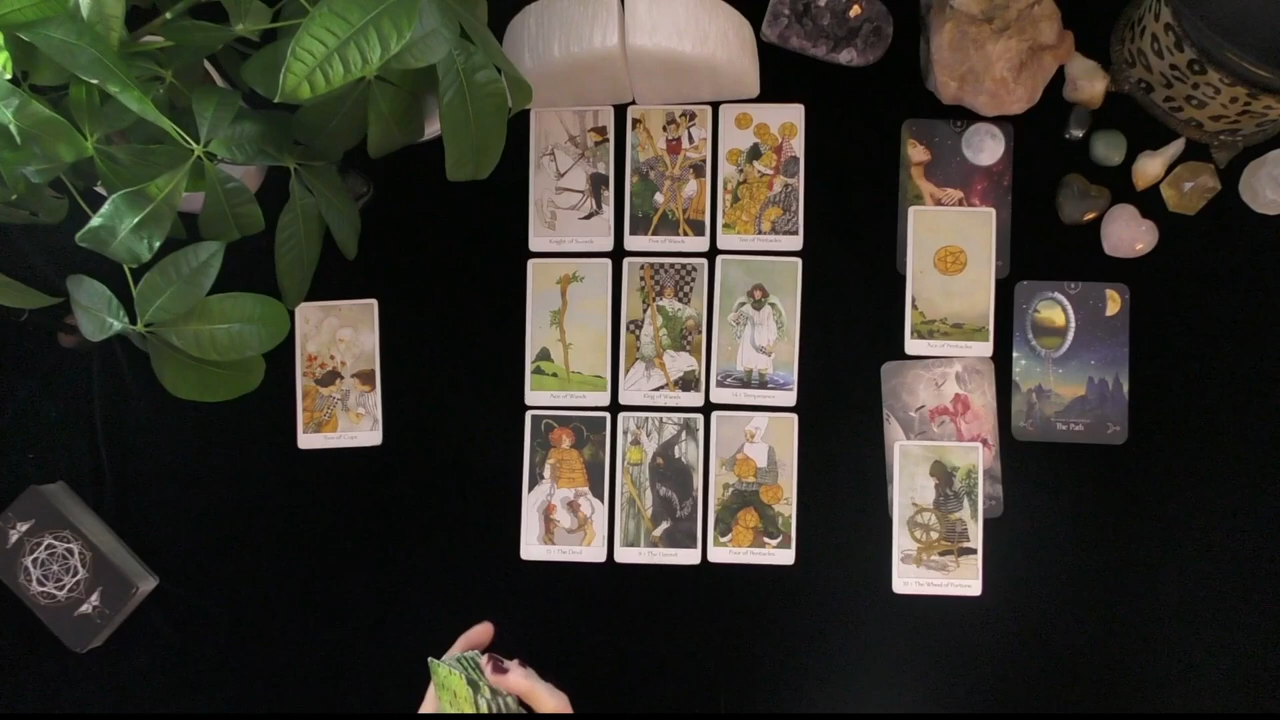 Knight of Swords
Five of Wands
Ten of Pentacles
Ace of Wands
King of Wands
14 | Temperance
15 | The Devil
9 | The Hermit
Four of Pentacles
Two of Cups
Ace of Pentacles
The Path
10 | The Wheel of Fortune